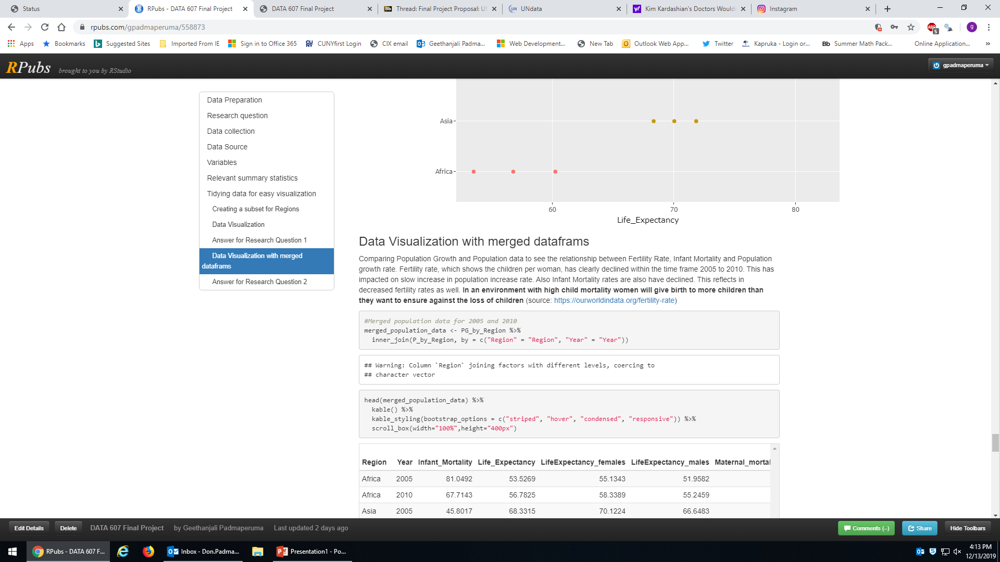 Status
RPubs - DATA 607 Final Project
DATA 607 Final Project
Thread: Final Project Proposal: U
UNdata
Kim Kardashian's Doctors Would
Instagram
rpubs.com/gpadmaperuma/558873
Apps
Bookmarks
Suggested Sites
Imported From IE
Sign in to Office 365
CUNYfirst Login
CIX email
Geethanjali Padma...
Web Development...
New Tab
Outlook Web App...
Twitter
Kapruka - Login or...
Summer Math Pack...
Online Application...
RPubs brought to you by RStudio
gpadmaperuma
Data Preparation
Research question
Data collection
Data Source
Variables
Relevant summary statistics
Tidying data for easy visualization
Creating a subset for Regions
Data Visualization
Answer for Research Question 1
Data Visualization with merged
dataframs
Answer for Research Question 2
Asia
Africa
60 70 80
Life_Expectancy
Data Visualization with merged dataframs
Comparing Population Growth and Population data to see the relationship between Fertility Rate, Infant Mortality and Population
growth rate. Fertility rate, which shows the children per woman, has clearly declined within the time frame 2005 to 2010. This has
impacted on slow increase in population increase rate. Also Infant Mortality rates are also have declined. This reflects in
decreased fertility rates as well. In an environment with high child mortality women will give birth to more children than
they want to ensure against the loss of children (source: https://ourworldindata.org/fertility-rate)
#Merged population data for 2005 and 2010
merged_population_data <- PG_by_Region %>%
inner_join(P_by_Region, by = c("Region" = "Region", "Year" = "Year"))
## Warning: Column `Region` joining factors with different levels, coercing to
## character vector
head(merged_population_data) %>%
kable() %>%
kable_styling(bootstrap_options = c("striped", "hover", "condensed", "responsive")) %>%
scroll_box(width="100%",height="400px")
Region Year Infant_Mortality Life_Expectancy LifeExpectancy_females LifeExpectancy_males Maternal_mortal
Africa 2005 81.0492 53.5269 55.1343 51.9582
Africa 2010 67.7143 56.7825 58.3389 55.2459
Asia 2005 45.8017 68.3315 70.1224 66.6483
Edit Details Delete DATA 607 Final Project by Geethanjali Padmaperuma Last updated 2 days ago Comments (–) Share Hide Toolbars
RPubs - DATA 607 F...
Inbox - Don.Padma...
Presentation1 - Po...
4:13 PM
12/13/2019